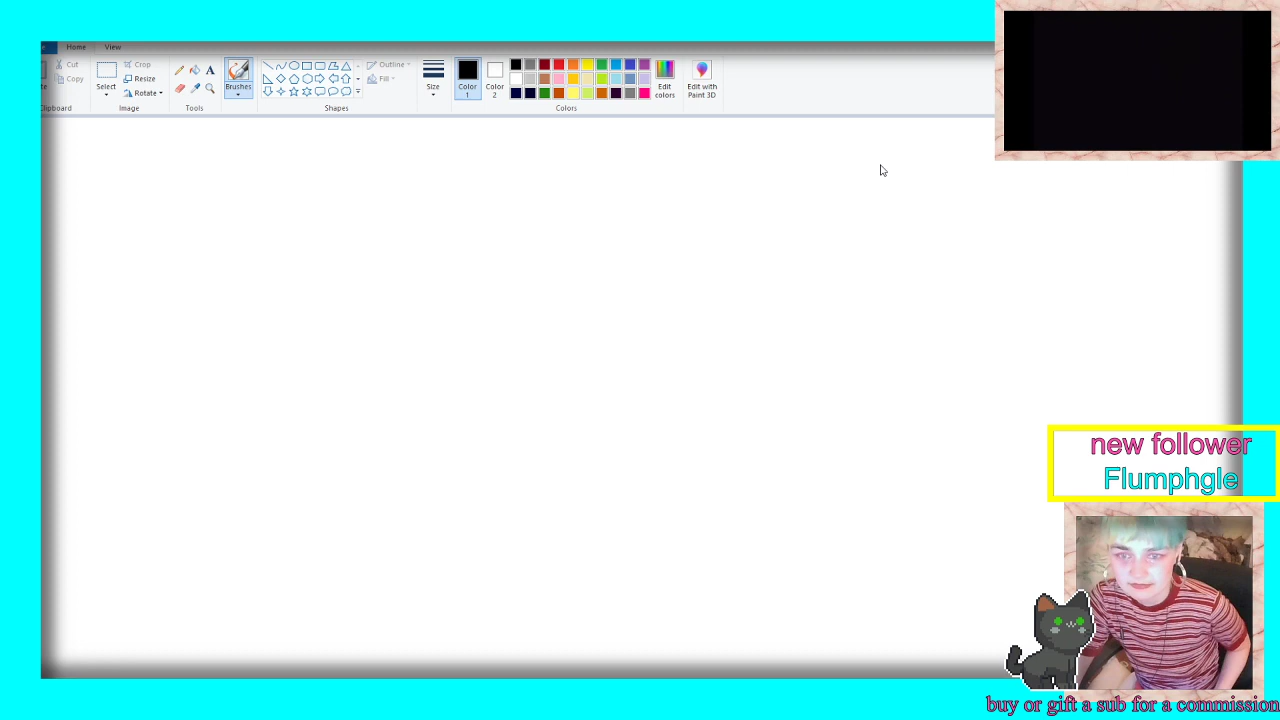 Home View
Cut
Copy
Clipboard
Select
Crop
Resize
Rotate
Image
Tools
Brushes
Shapes
Outline
Fill
Size
Color 1
Color 2
Colors
Edit colors
Edit with Paint 3D
new follower
Flumphgle
buy or gift a sub for a commission